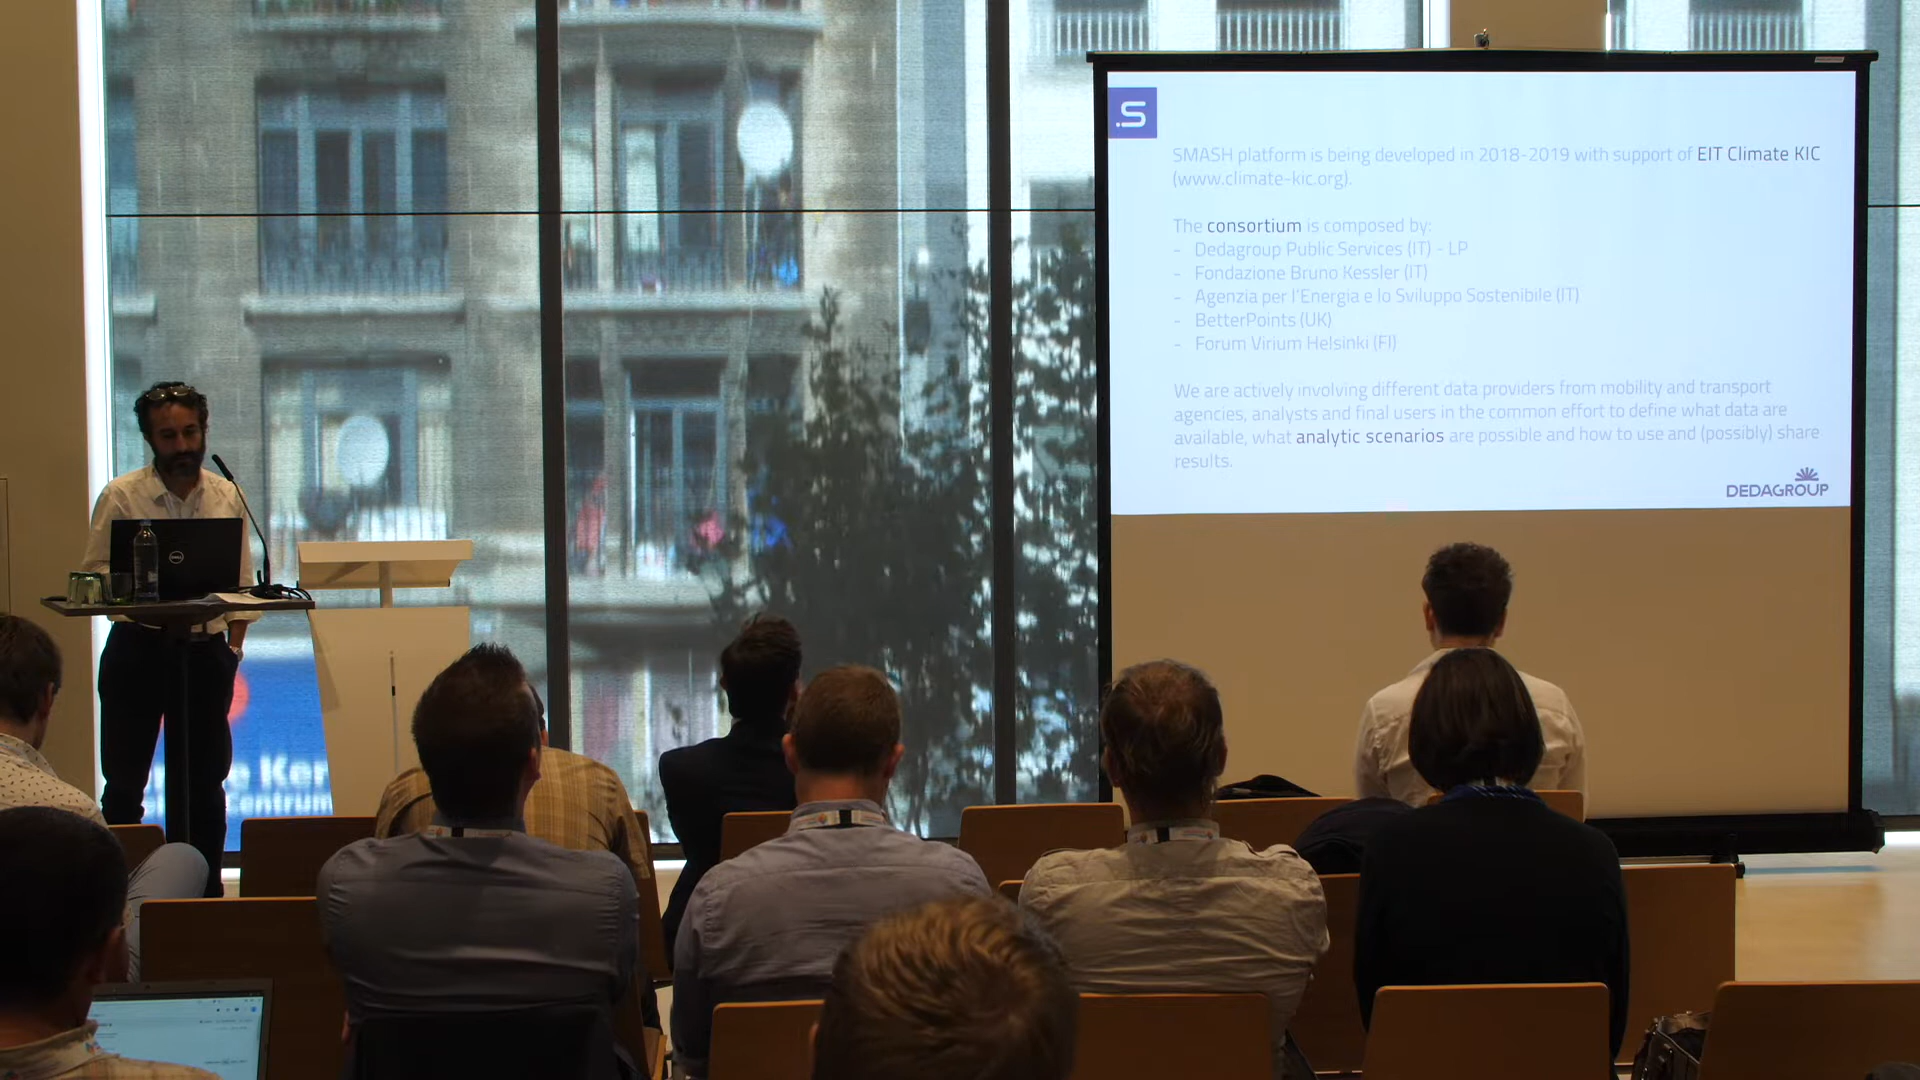 .S
SMASH platform is being developed in 2018-2019 with support of EIT Climate KIC
(www.climate-kic.org).
The consortium is composed by:
- Dedagroup Public Services (IT) - LP
- Fondazione Bruno Kessler (IT)
- Agenzia per l'Energia e lo Sviluppo Sostenibile (IT)
- BetterPoints (UK)
- Forum Virium Helsinki (FI)
We are actively involving different data providers from mobility and transport
agencies, analysts and final users in the common effort to define what data are
available, what analytic scenarios are possible and how to use and (possibly) share
results.
DEDAGROUP
DELL